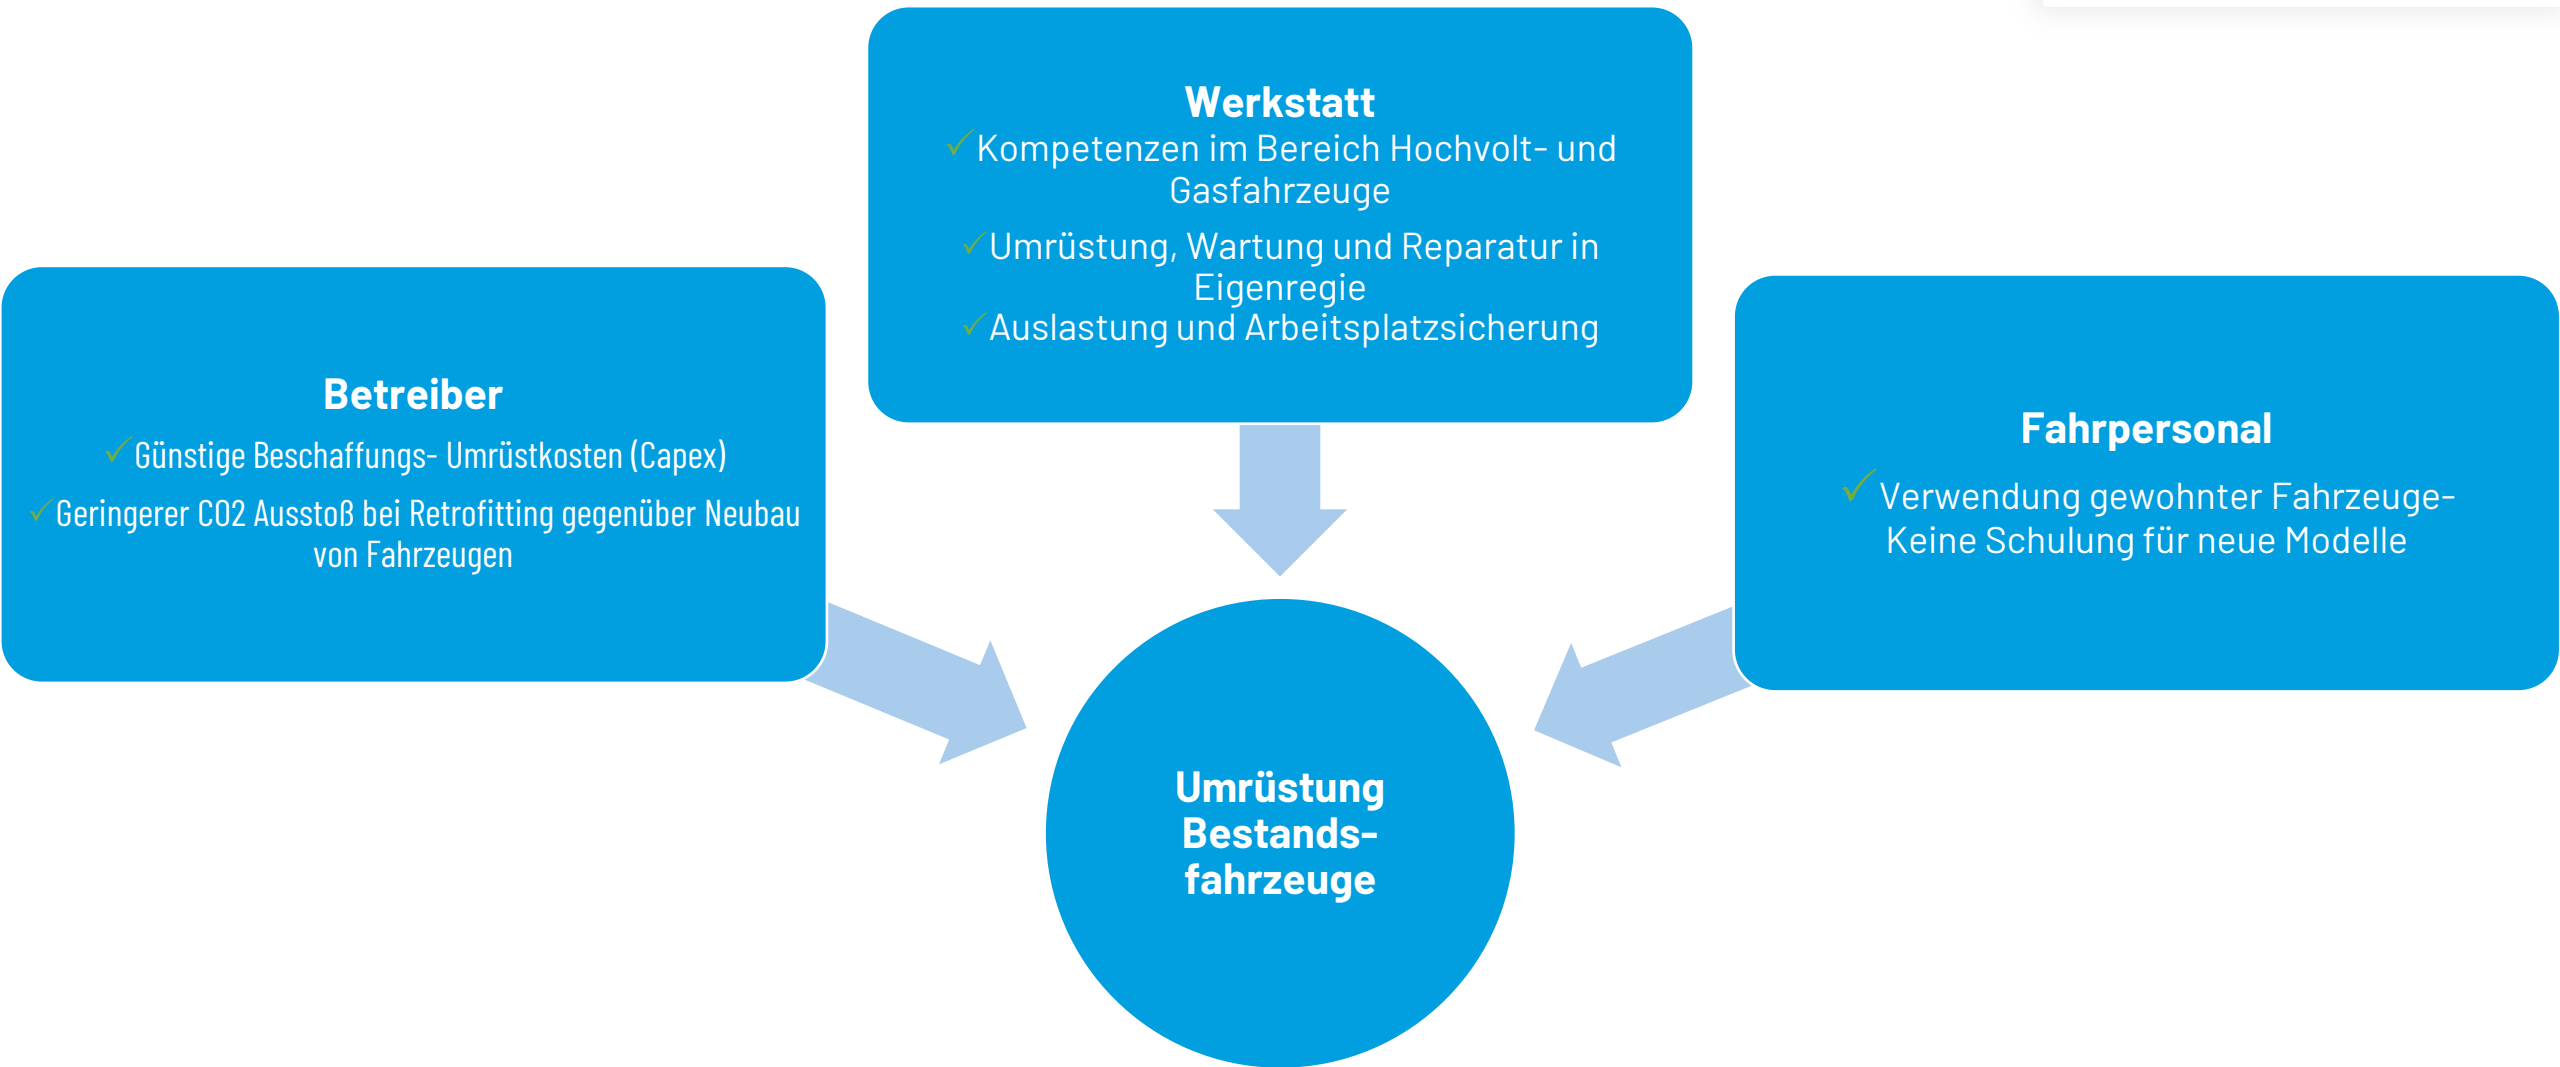 Werkstatt
✓Kompetenzen im Bereich Hochvolt- und
Gasfahrzeuge
✓Umrüstung, Wartung und Reparatur in
Eigenregie
✓Auslastung und Arbeitsplatzsicherung
Betreiber
✓Günstige Beschaffungs- Umrüstkosten (Capex)
✓Geringerer CO2 Ausstoß bei Retrofitting gegenüber Neubau
von Fahrzeugen
Fahrpersonal
✓Verwendung gewohnter Fahrzeuge-
Keine Schulung für neue Modelle
Umrüstung
Bestands-
fahrzeuge